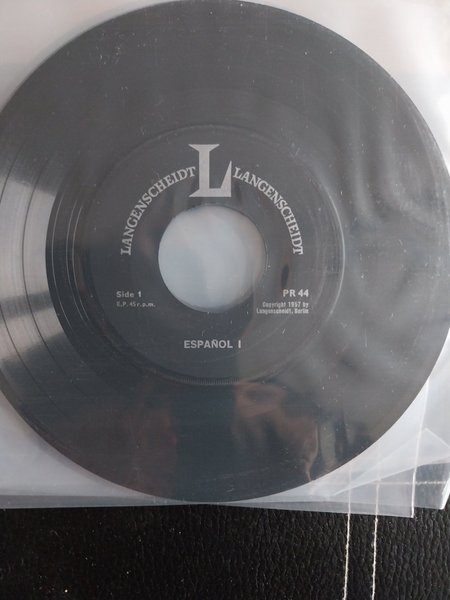 LANGENSCHEIDT L LANGENSCHEIDT
Side 1
E.P. 45 r.p.m.
PR 44
Copyright 1957 by
Langenscheidt, Berlin
ESPAÑOL I